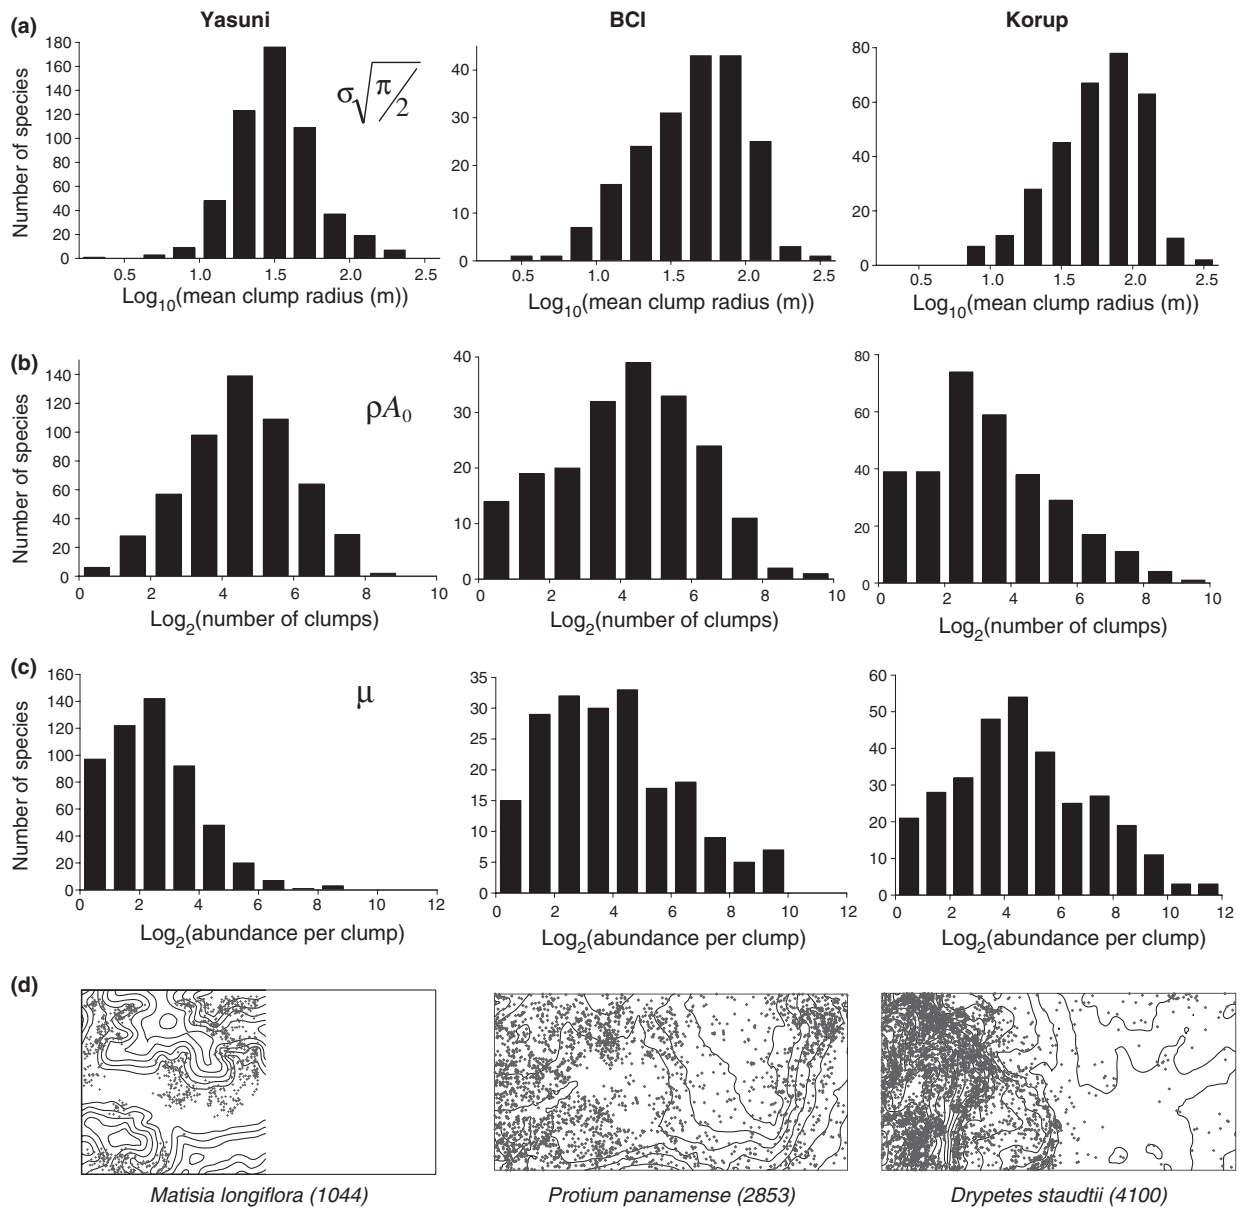 Yasuni BCI Korup
(a)
Number of species
180
160
140
120
100
80
60
40
20
0
σ√π/2
0.5 1.0 1.5 2.0 2.5
Log10(mean clump radius (m))
40
30
20
10
0
0.5 1.0 1.5 2.0 2.5
Log10(mean clump radius (m))
80
60
40
20
0
0.5 1.0 1.5 2.0 2.5
Log10(mean clump radius (m))
(b)
Number of species
140
120
100
80
60
40
20
0
ρA0
0 2 4 6 8 10
Log2(number of clumps)
40
30
20
10
0
0 2 4 6 8 10
Log2(number of clumps)
80
60
40
20
0
0 2 4 6 8 10
Log2(number of clumps)
(c)
Number of species
160
140
120
100
80
60
40
20
0
μ
0 2 4 6 8 10 12
Log2(abundance per clump)
35
30
25
20
15
10
5
0
0 2 4 6 8 10 12
Log2(abundance per clump)
60
50
40
30
20
10
0
0 2 4 6 8 10 12
Log2(abundance per clump)
(d)
Matisia longiflora (1044)
Protium panamense (2853)
Drypetes staudtii (4100)